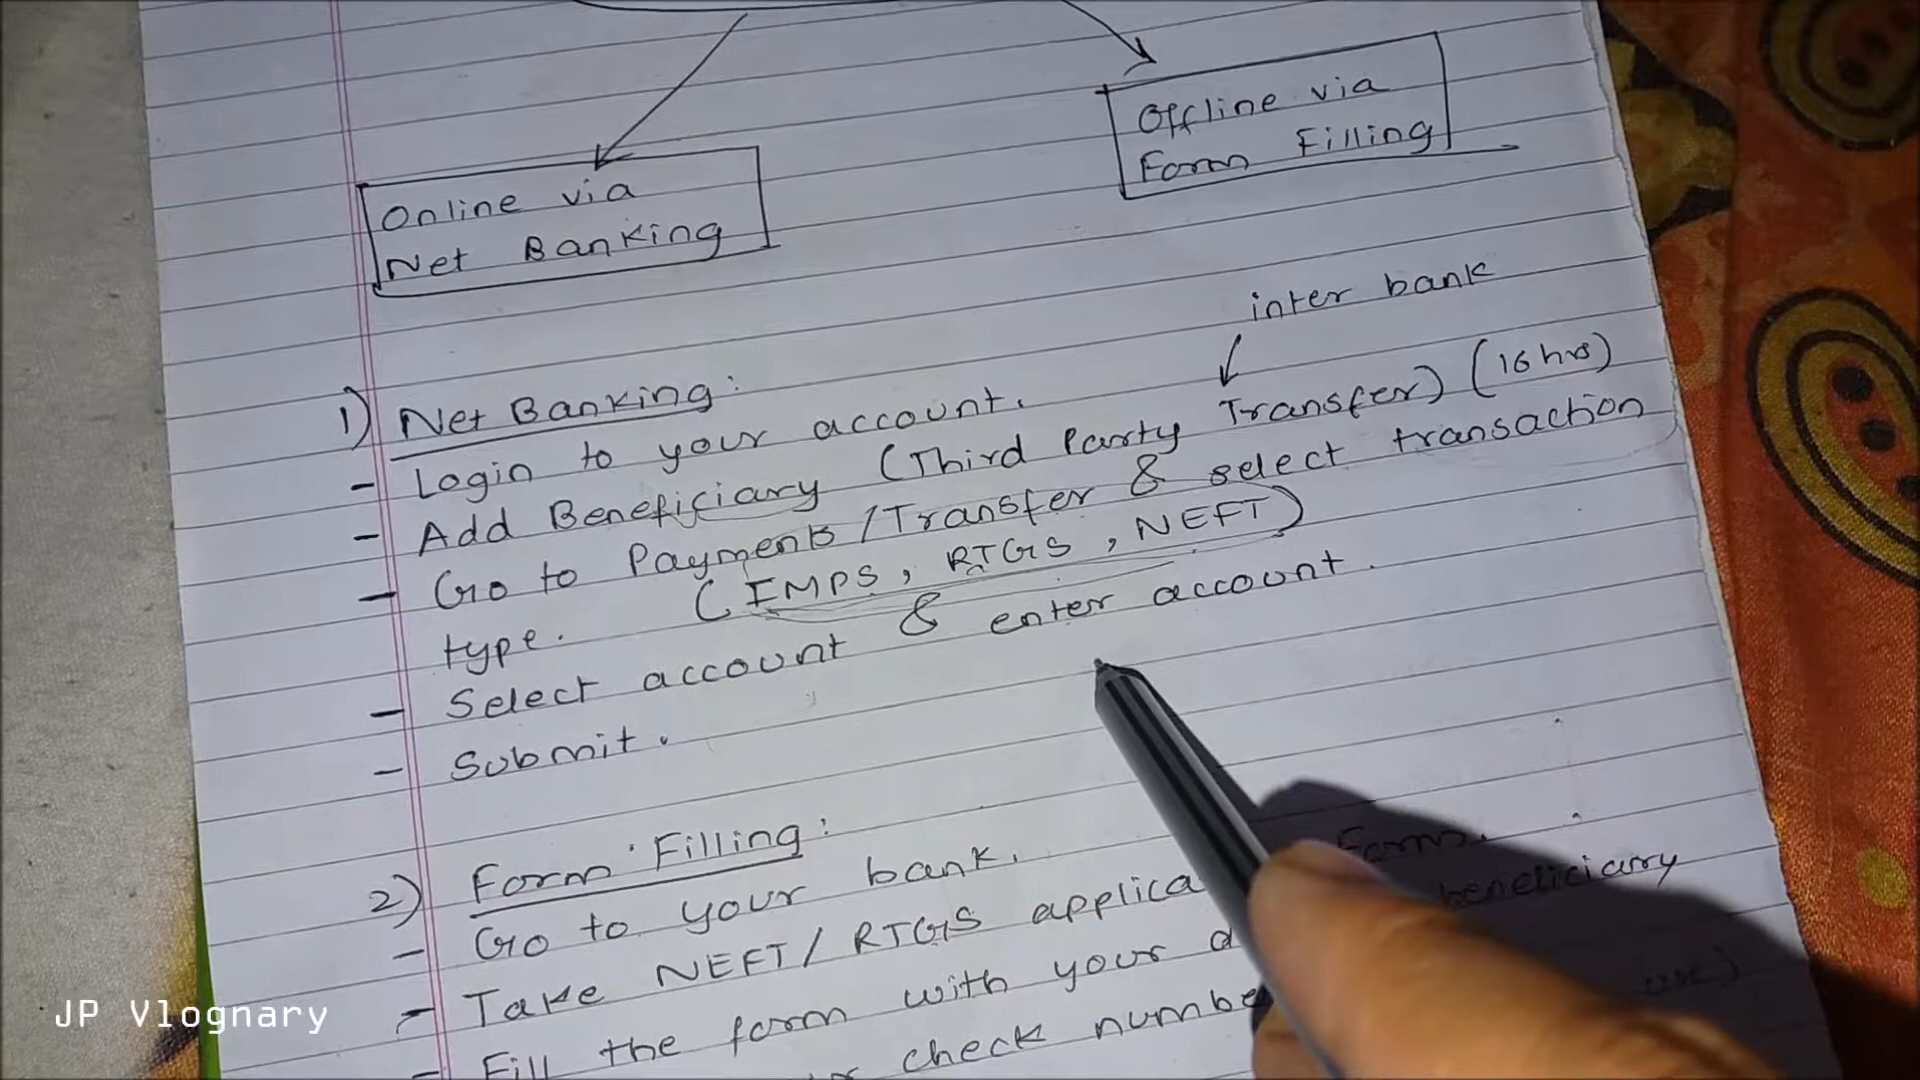 Offline via
Form Filling
Online via
Net Banking
inter bank
1) Net Banking:
- Login to your account.
- Add Beneficiary (Third Party Transfer) (16 hrs)
- Go to Payments/Transfer & select transaction
type. (IMPS, RTGS, NEFT)
- Select account & enter account.
- Submit.
2) Form Filling:
- Go to your bank.
- Take NEFT/RTGS form.
- Fill the form with your beneficiary
check
JP Vlognary